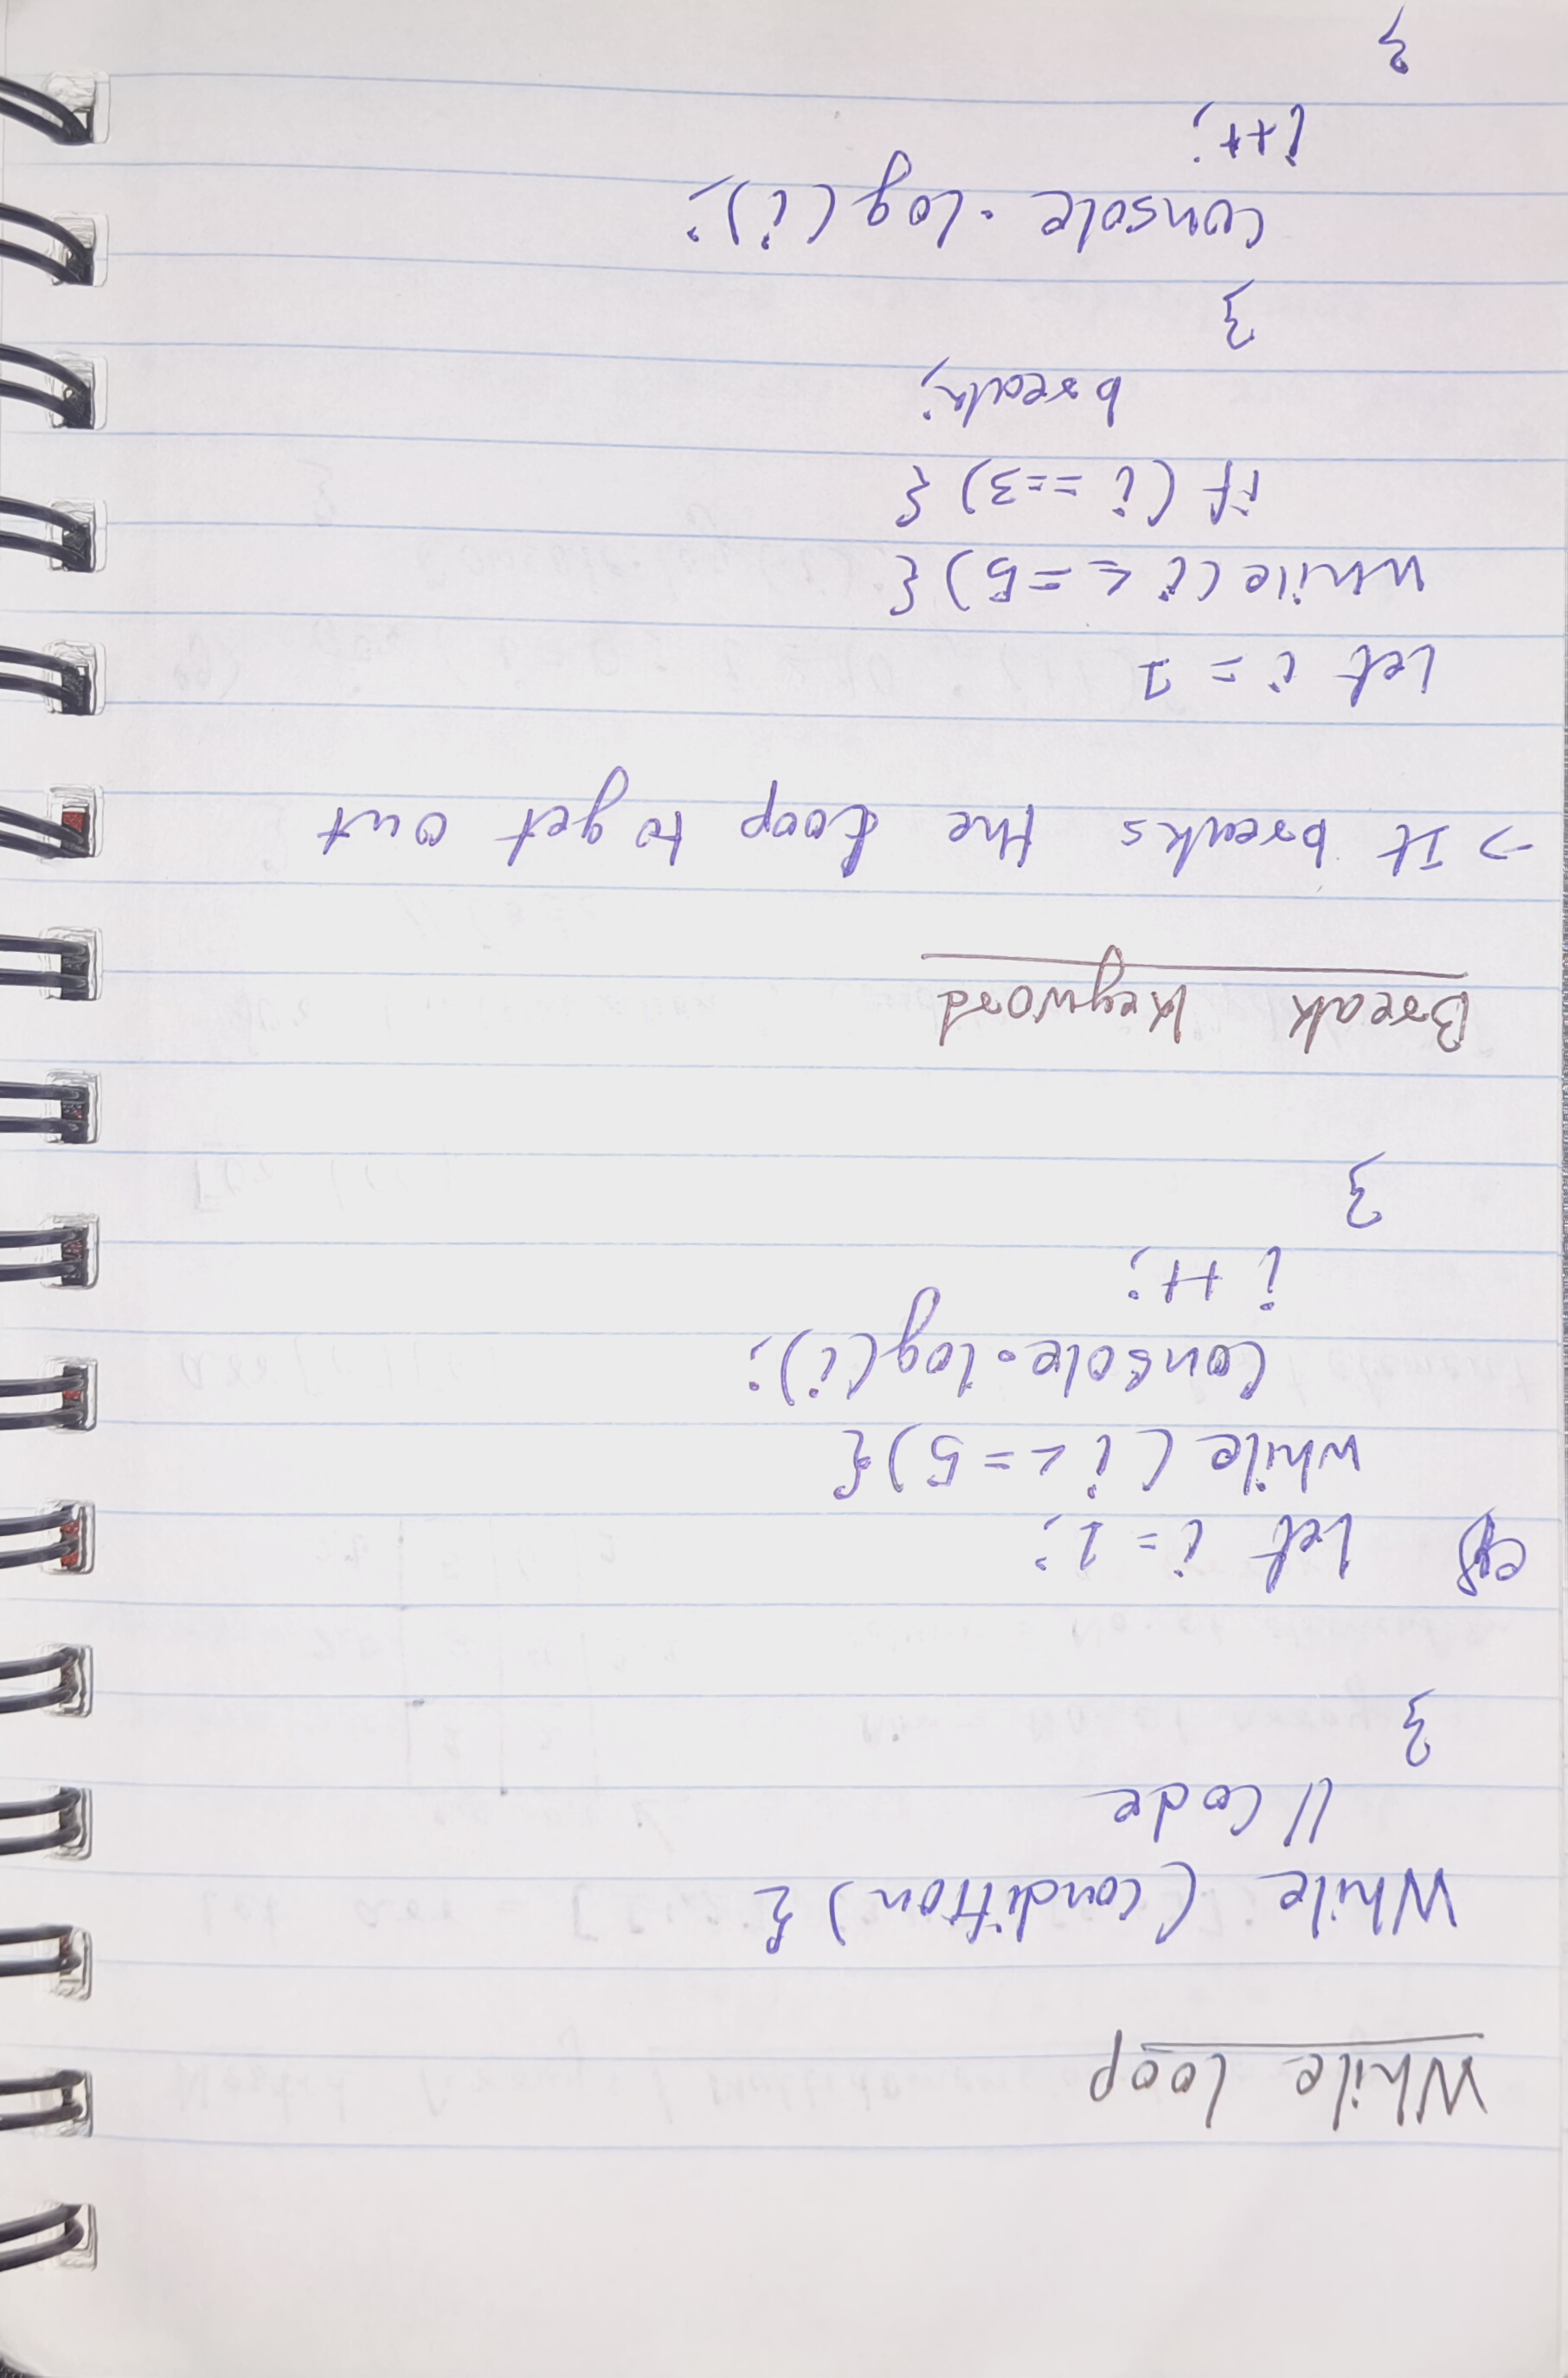 While loop
While (condition) {
// Code
}
eg) Let i = 1;
while ( i <= 5) {
Console.log(i);
i ++;
}
Break Keyword
→ It breaks the Loop to get out
Let i = 1
while (i <= 5) {
if (i == 3) {
break;
}
console.log(i);
i++;
}